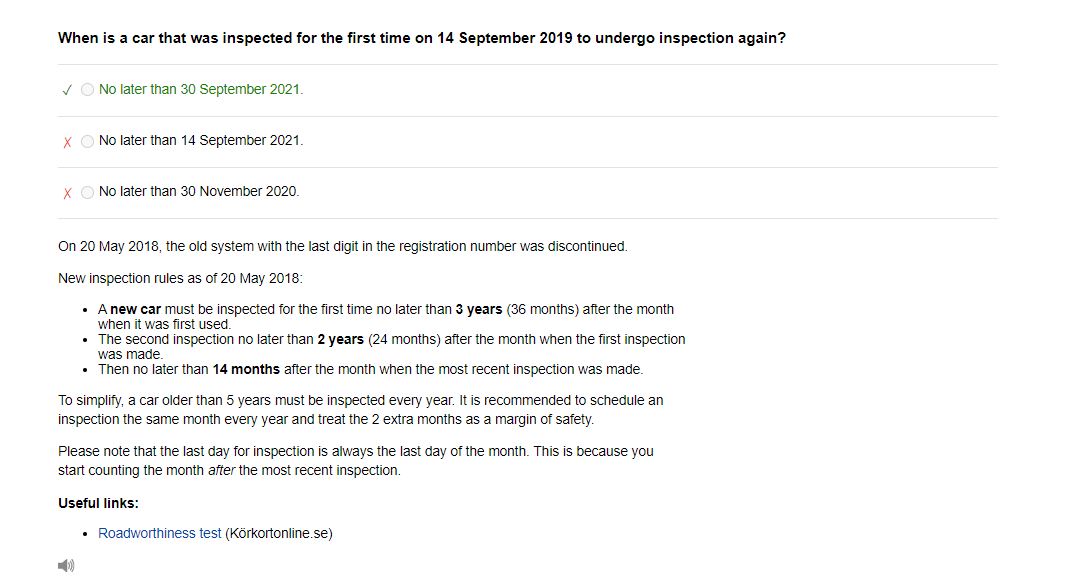 When is a car that was inspected for the first time on 14 September 2019 to undergo inspection again?
✓ No later than 30 September 2021.
X No later than 14 September 2021.
X No later than 30 November 2020.
On 20 May 2018, the old system with the last digit in the registration number was discontinued.
New inspection rules as of 20 May 2018:
• A new car must be inspected for the first time no later than 3 years (36 months) after the month
when it was first used.
• The second inspection no later than 2 years (24 months) after the month when the first inspection
was made.
• Then no later than 14 months after the month when the most recent inspection was made.
To simplify, a car older than 5 years must be inspected every year. It is recommended to schedule an
inspection the same month every year and treat the 2 extra months as a margin of safety.
Please note that the last day for inspection is always the last day of the month. This is because you
start counting the month after the most recent inspection.
Useful links:
• Roadworthiness test (Körkortonline.se)